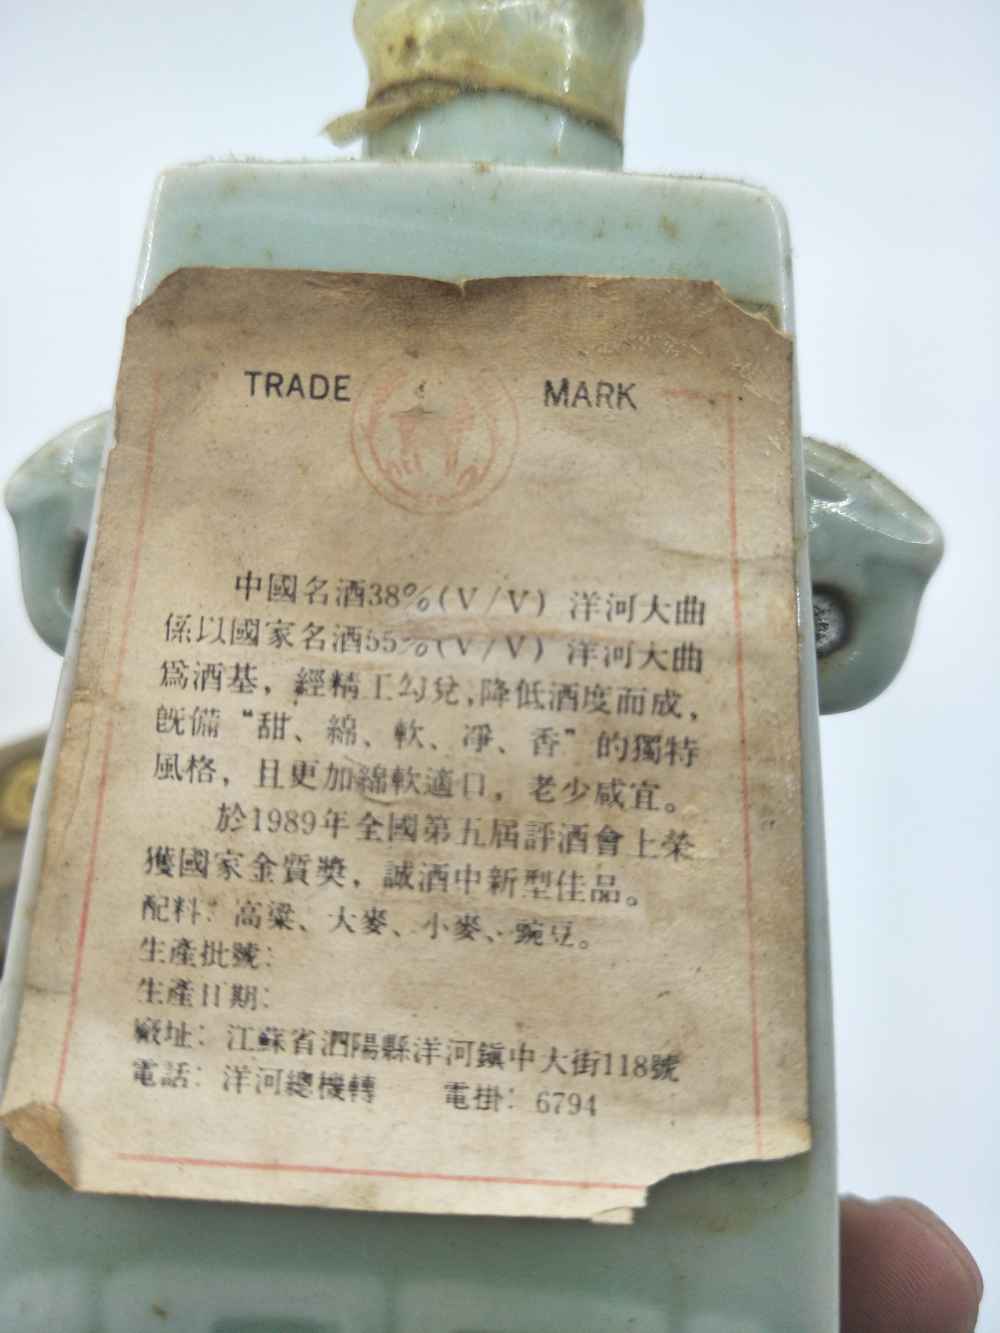 TRADE MARK
中國名酒38%(V/V) 洋河大曲
係以國家名酒55%(V/V) 洋河大曲
爲酒基，經精工勾兌,降低酒度而成，
旣備“甜、綿、軟、凈、香”的獨特
風格，且更加綿軟適口，老少咸宜。
於1989年全國第五屆評酒會上榮
獲國家金質獎，誠酒中新型佳品。
配料：高粱、大麥、小麥、豌豆。
生產批號：
生產日期：
廠址：江蘇省泗陽縣洋河鎭中大街118號
電話：洋河總機轉 電掛：6794